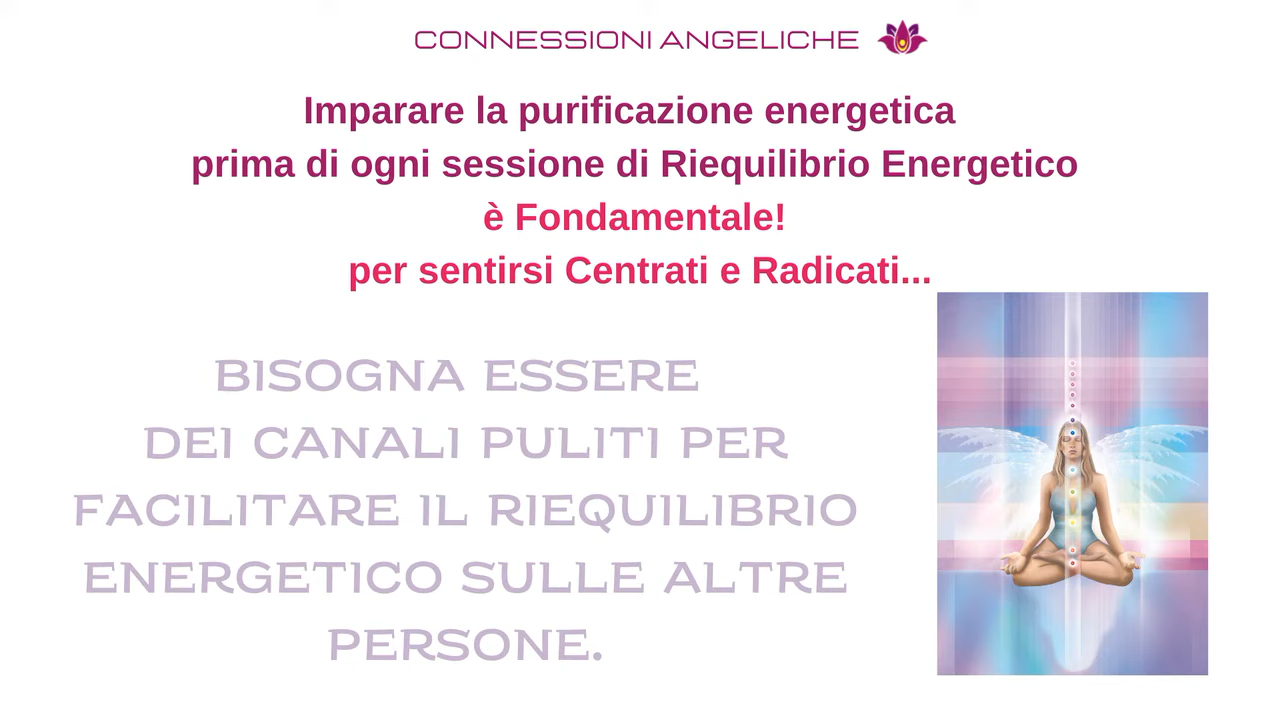 CONNESSIONI ANGELICHE
Imparare la purificazione energetica
prima di ogni sessione di Riequilibrio Energetico
è Fondamentale!
per sentirsi Centrati e Radicati...
BISOGNA ESSERE
DEI CANALI PULITI PER
FACILITARE IL RIEQUILIBRIO
ENERGETICO SULLE ALTRE
PERSONE.